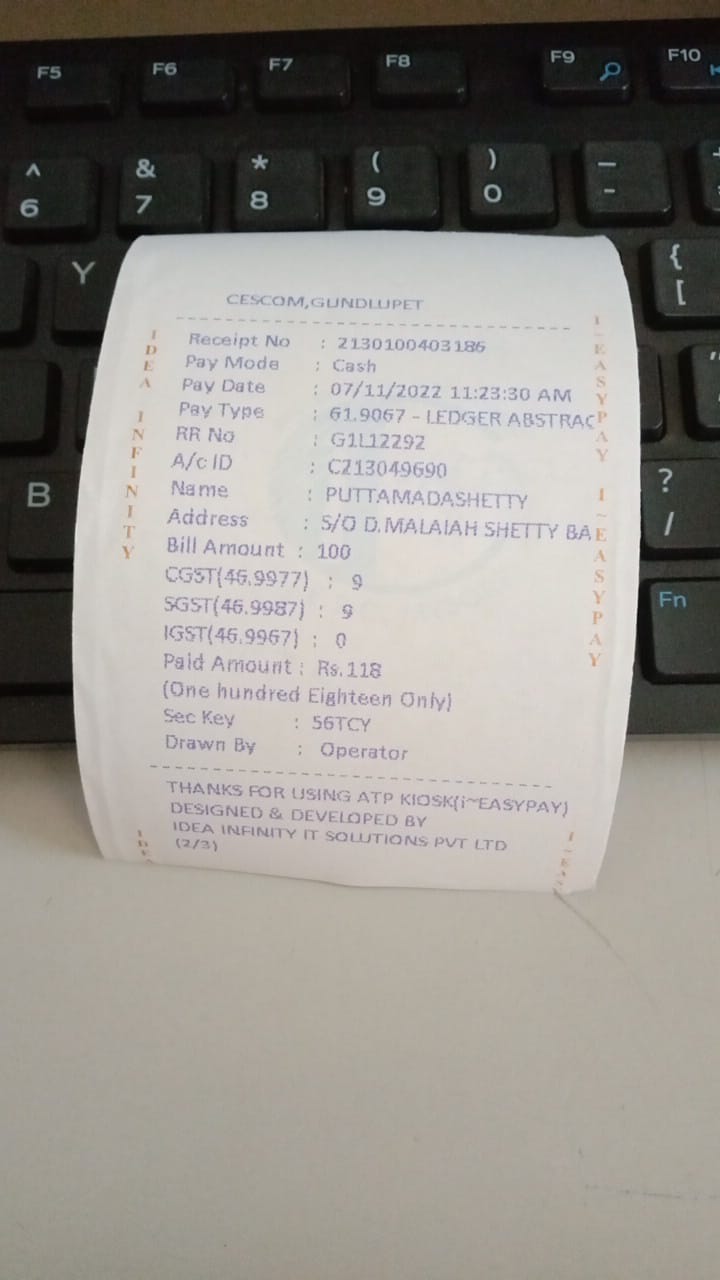 F5 F6 F7 F8 F9 F10
^ & * ( ) _
6 7 8 9 0 -
Y { [
B ? /
Fn
CESCOM,GUNDLUPET
Receipt No : 2130100403186
Pay Mode : Cash
Pay Date : 07/11/2022 11:23:30 AM
Pay Type : 61.9067 - LEDGER ABSTRAC
RR No : G1L12292
A/c ID : C213049690
Name : PUTTAMADASHETTY
Address : S/O D.MALAIAH SHETTY BA
Bill Amount : 100
CGST(46.9977) : 9
SGST(46.9987) : 9
IGST(46.9967) : 0
Paid Amount : Rs.118
(One hundred Eighteen Only)
Sec Key : 56TCY
Drawn By : Operator
THANKS FOR USING ATP KIOSK(i~EASYPAY)
DESIGNED & DEVELOPED BY
IDEA INFINITY IT SOLUTIONS PVT LTD
(2/3)
IDEA INFINITY
I~EASYPAY I~EASYPAY
IDE
I~EA